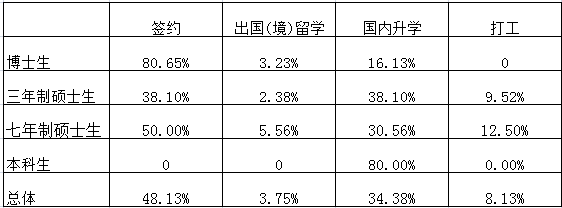 签约 出国(境)留学 国内升学 打工
博士生 80.65% 3.23% 16.13% 0
三年制硕士生 38.10% 2.38% 38.10% 9.52%
七年制硕士生 50.00% 5.56% 30.56% 12.50%
本科生 0 0 80.00% 0.00%
总体 48.13% 3.75% 34.38% 8.13%